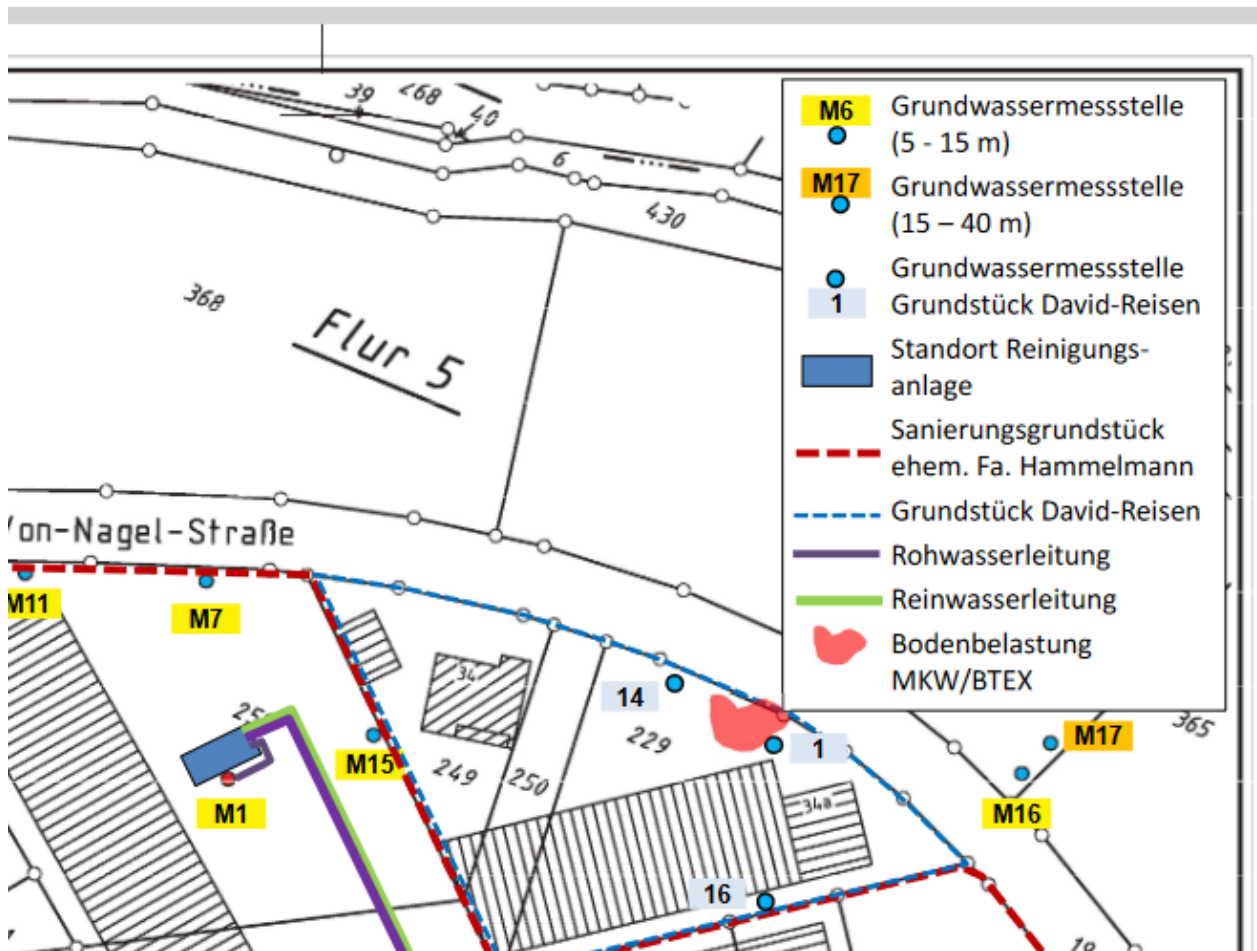 39
268
40
6
430
368
Flur 5
Von-Nagel-Straße
M11
M7
34
14
229
1
M17
365
M15
249
250
M1
34a
M16
16
M6
Grundwassermessstelle
(5 - 15 m)
M17
Grundwassermessstelle
(15 – 40 m)
Grundwassermessstelle
1
Grundstück David-Reisen
Standort Reinigungs-
anlage
Sanierungsgrundstück
ehem. Fa. Hammelmann
Grundstück David-Reisen
Rohwasserleitung
Reinwasserleitung
Bodenbelastung
MKW/BTEX